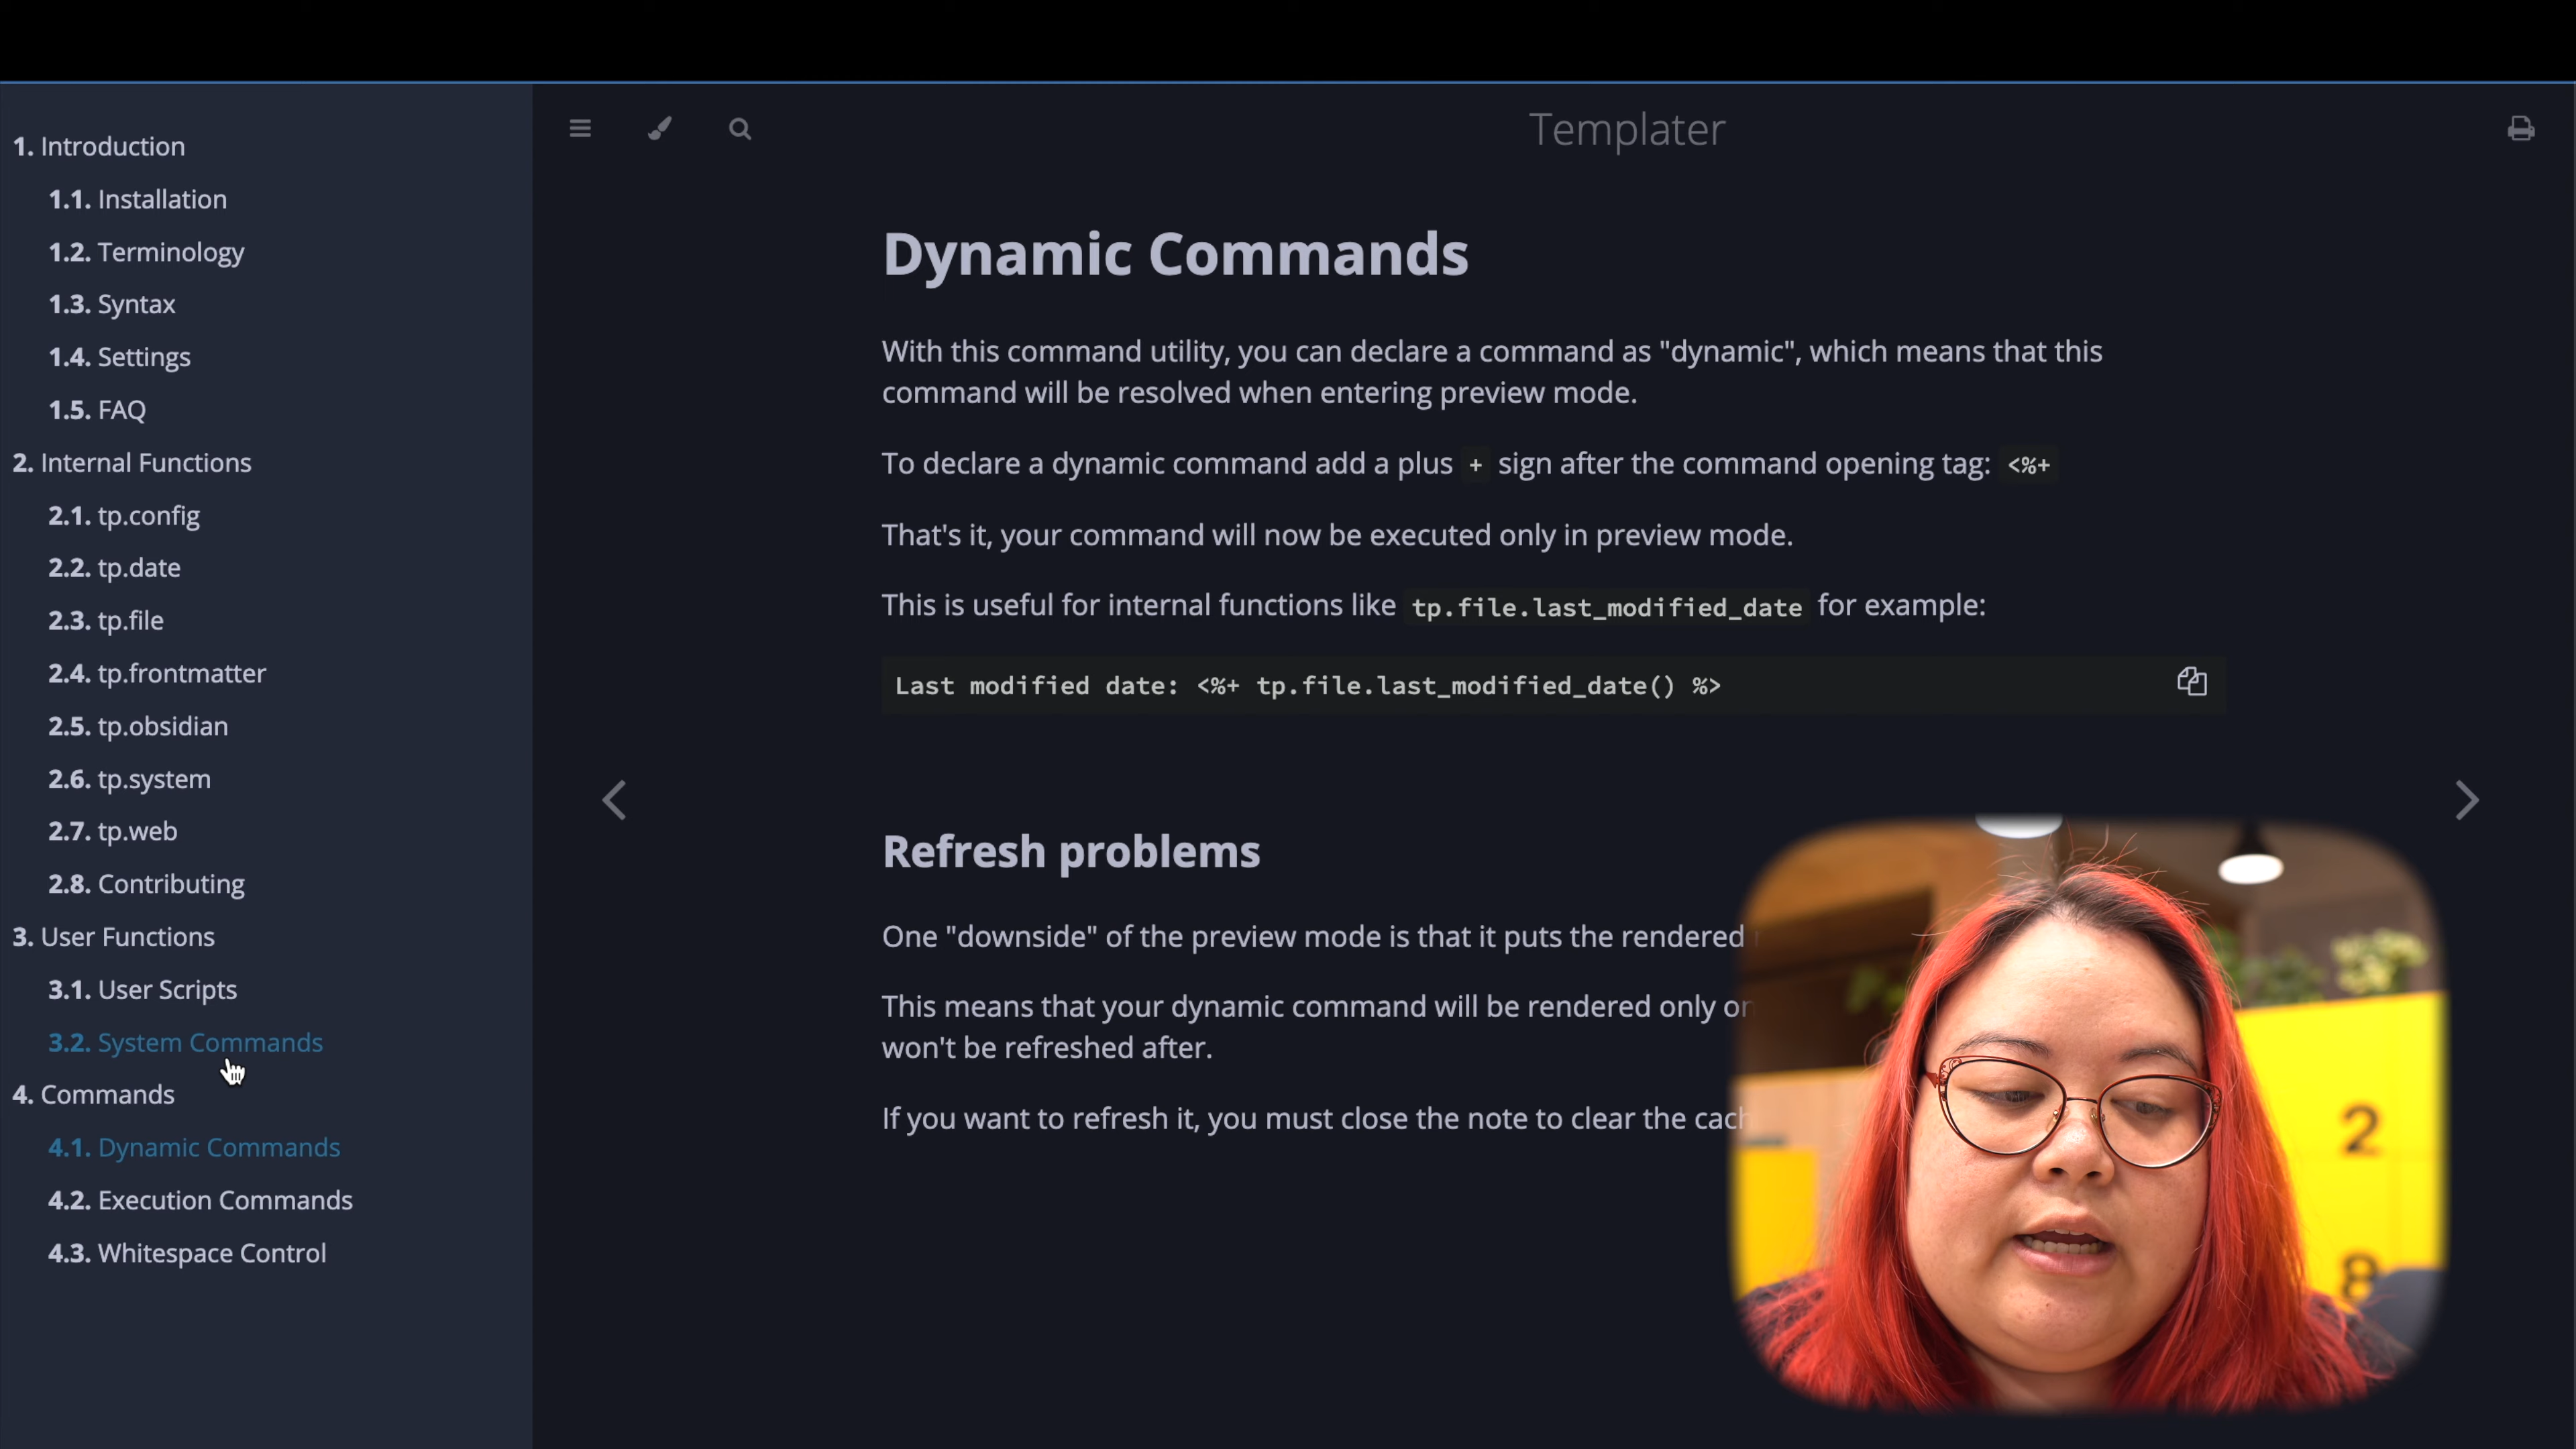 1. Introduction
1.1. Installation
1.2. Terminology
1.3. Syntax
1.4. Settings
1.5. FAQ
2. Internal Functions
2.1. tp.config
2.2. tp.date
2.3. tp.file
2.4. tp.frontmatter
2.5. tp.obsidian
2.6. tp.system
2.7. tp.web
2.8. Contributing
3. User Functions
3.1. User Scripts
3.2. System Commands
4. Commands
4.1. Dynamic Commands
4.2. Execution Commands
4.3. Whitespace Control
Templater
Dynamic Commands
With this command utility, you can declare a command as "dynamic", which means that this
command will be resolved when entering preview mode.
To declare a dynamic command add a plus + sign after the command opening tag: <%+
That's it, your command will now be executed only in preview mode.
This is useful for internal functions like tp.file.last_modified_date for example:
Last modified date: <%+ tp.file.last_modified_date() %>
Refresh problems
One "downside" of the preview mode is that it puts the rendered
This means that your dynamic command will be rendered only
won't be refreshed after.
If you want to refresh it, you must close the note to clear the
2
8